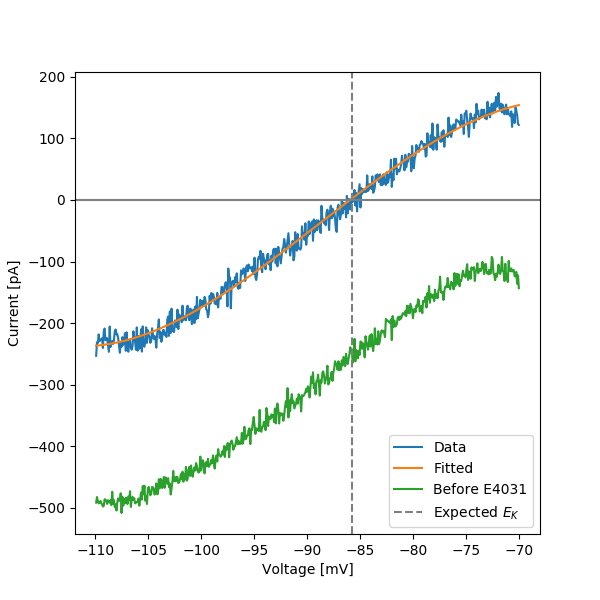 200
100
0
−100
−200
−300
−400
−500
Current [pA]
−110 −105 −100 −95 −90 −85 −80 −75 −70
Voltage [mV]
Data
Fitted
Before E4031
Expected E_K